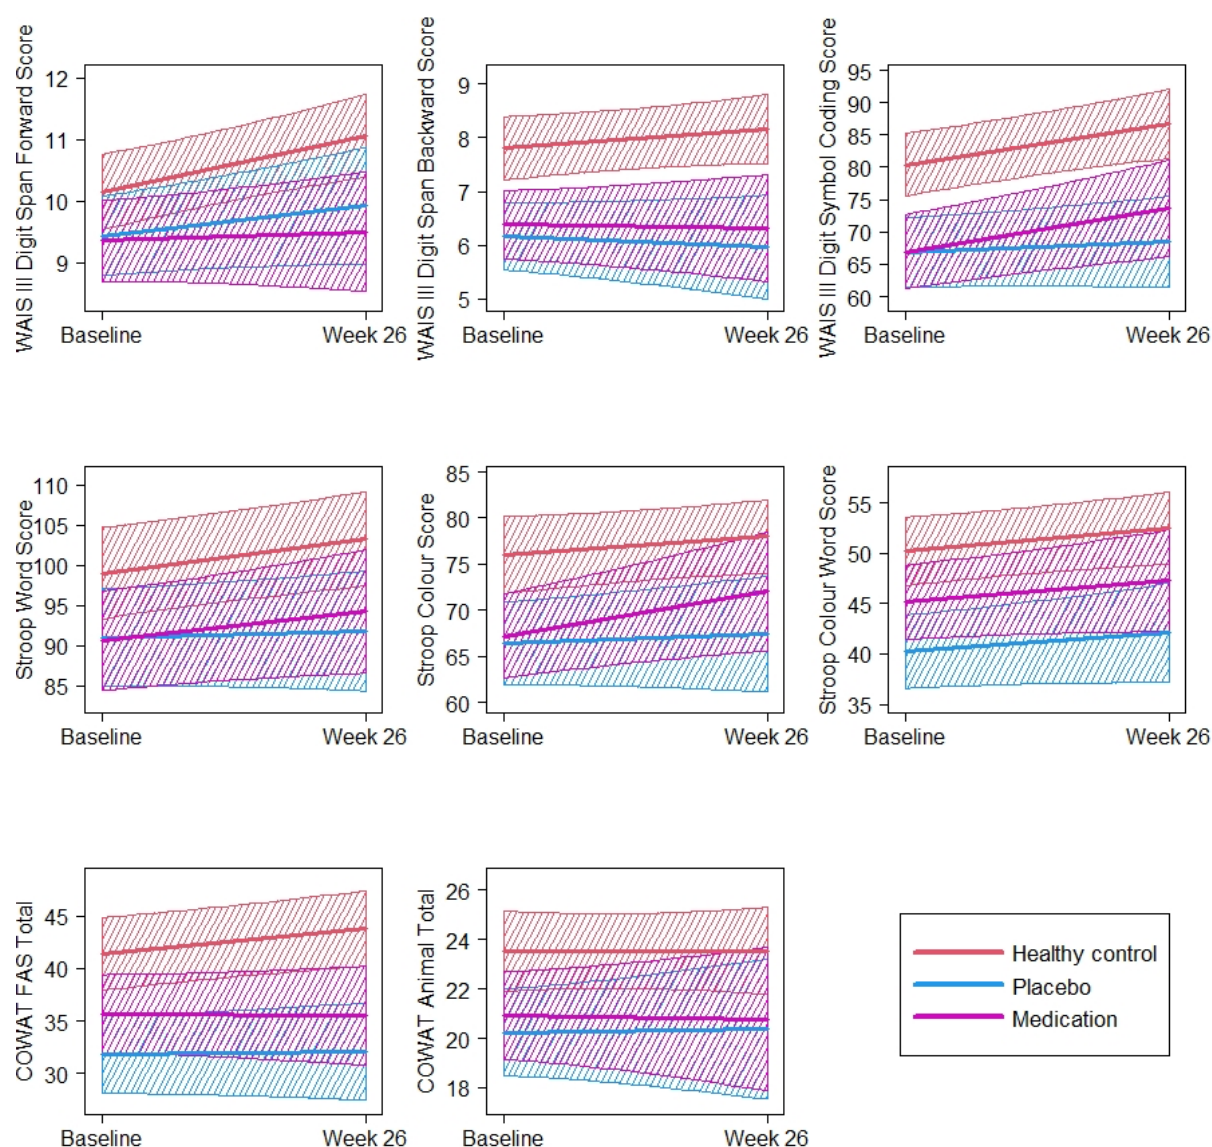 WAIS III Digit Span Forward Score
12
11
10
9
Baseline
Week 26
WAIS III Digit Span Backward Score
9
8
7
6
5
Baseline
Week 26
WAIS III Digit Symbol Coding Score
95
90
85
80
75
70
65
60
Baseline
Week 26
Stroop Word Score
110
105
100
95
90
85
Baseline
Week 26
Stroop Colour Score
85
80
75
70
65
60
Baseline
Week 26
Stroop Colour Word Score
55
50
45
40
35
Baseline
Week 26
COWAT FAS Total
45
40
35
30
Baseline
Week 26
COWAT Animal Total
26
24
22
20
18
Baseline
Week 26
Healthy control
Placebo
Medication